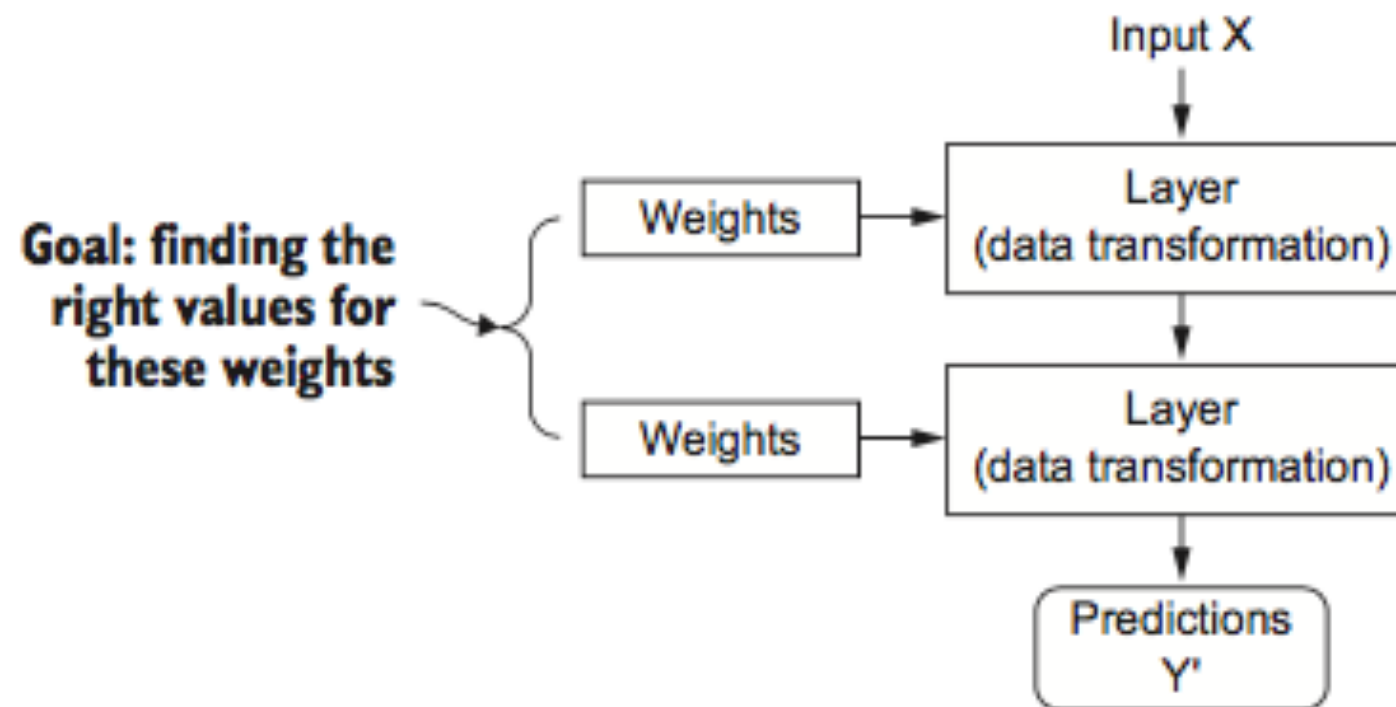 Input X
Layer
(data transformation)
Weights
Goal: finding the
right values for
these weights
Layer
(data transformation)
Weights
Predictions
Y'